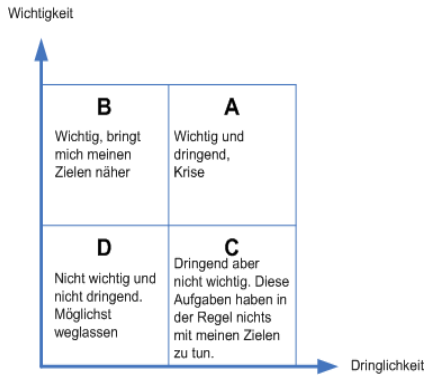 Wichtigkeit
B
Wichtig, bringt
mich meinen
Zielen näher
A
Wichtig und
dringend,
Krise
D
Nicht wichtig und
nicht dringend.
Möglichst
weglassen
C
Dringend aber
nicht wichtig. Diese
Aufgaben haben in
der Regel nichts
mit meinen Zielen
zu tun.
Dringlichkeit